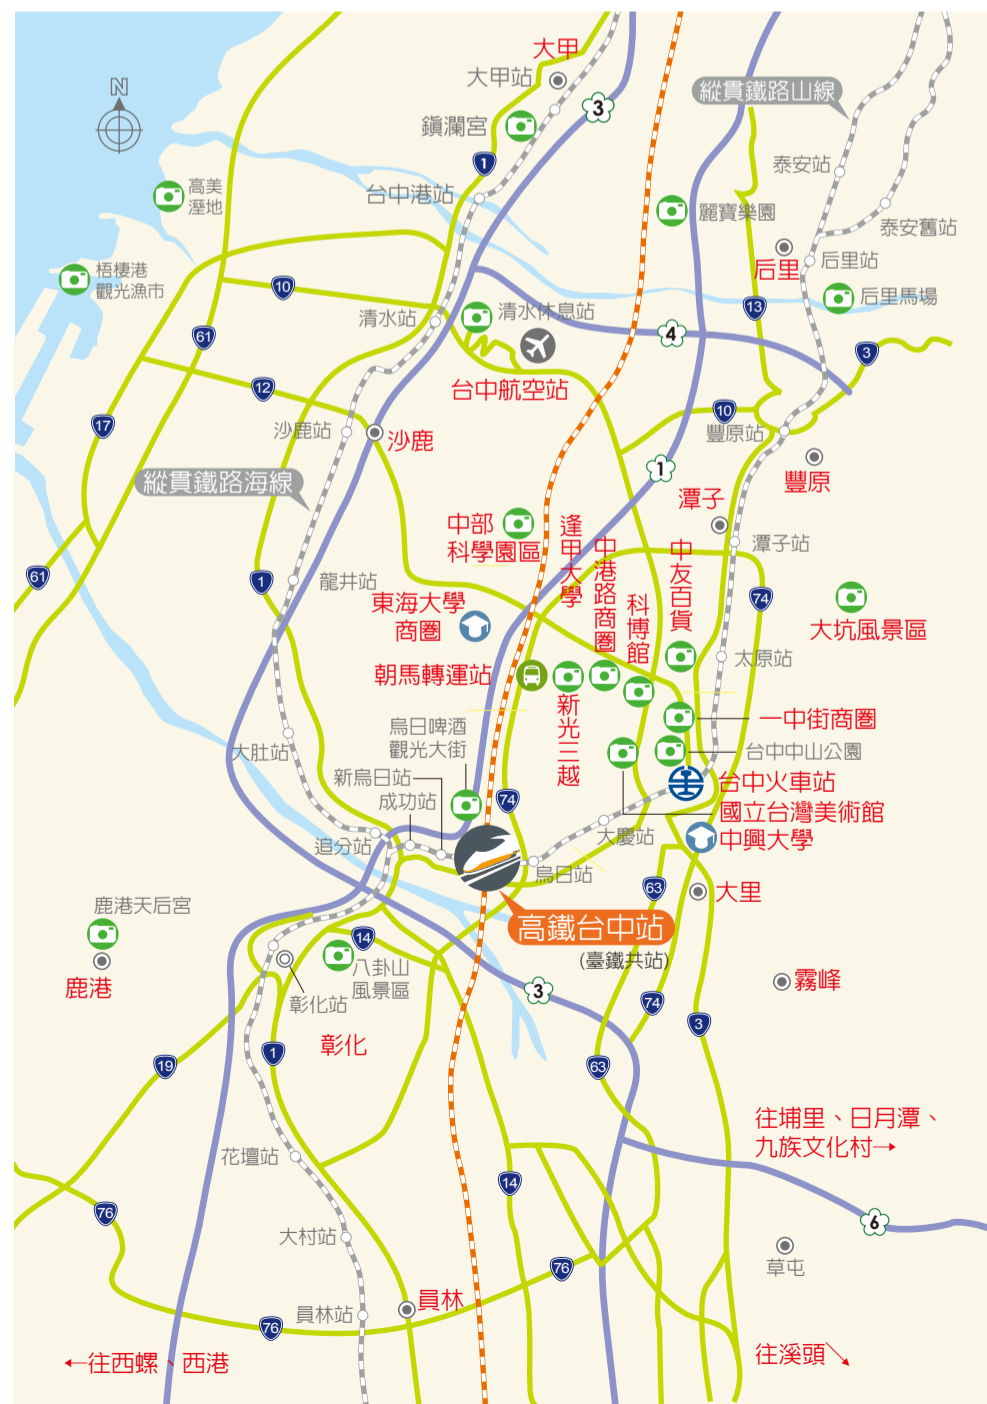 大甲
大甲站
N
3
縱貫鐵路山線
鎮瀾宮
1
泰安站
高美
溼地
台中港站
麗寶樂園
泰安舊站
后里
后里站
梧棲港
觀光漁市
10
后里馬場
13
清水站
清水休息站
61
4
3
台中航空站
12
10
17
沙鹿站
沙鹿
豐原站
1
豐原
縱貫鐵路海線
潭子
中部
科學園區
逢甲大學
中港路商圈
中友百貨
潭子站
61
1
龍井站
科博館
74
東海大學
商圈
大坑風景區
朝馬轉運站
太原站
新光三越
一中街商圈
烏日啤酒
觀光大街
大肚站
台中中山公園
新烏日站
台中火車站
成功站
74
國立台灣美術館
追分站
大慶站
中興大學
烏日站
63
大里
鹿港天后宮
高鐵台中站
14
(臺鐵共站)
八卦山
風景區
鹿港
3
霧峰
彰化站
74
3
彰化
1
19
63
往埔里、日月潭、
九族文化村→
花壇站
14
76
6
大村站
草屯
76
員林
員林站
76
往溪頭↘
←往西螺、西港